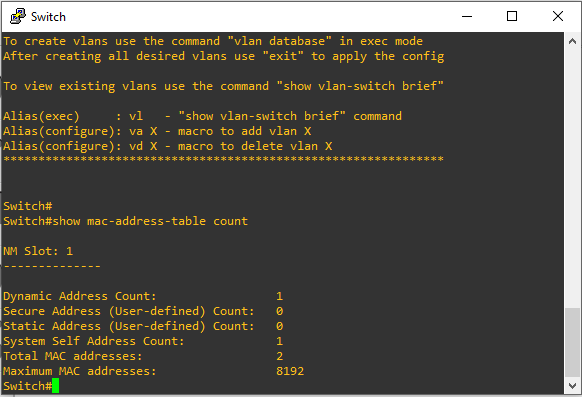 Switch
To create vlans use the command "vlan database" in exec mode
After creating all desired vlans use "exit" to apply the config
To view existing vlans use the command "show vlan-switch brief"
Alias(exec)     : vl   - "show vlan-switch brief" command
Alias(configure): va X - macro to add vlan X
Alias(configure): vd X - macro to delete vlan X
***************************************************************
Switch#
Switch#show mac-address-table count
NM Slot: 1
--------------
Dynamic Address Count:                 1
Secure Address (User-defined) Count:   0
Static Address (User-defined) Count:   0
System Self Address Count:             1
Total MAC addresses:                   2
Maximum MAC addresses:                 8192
Switch#